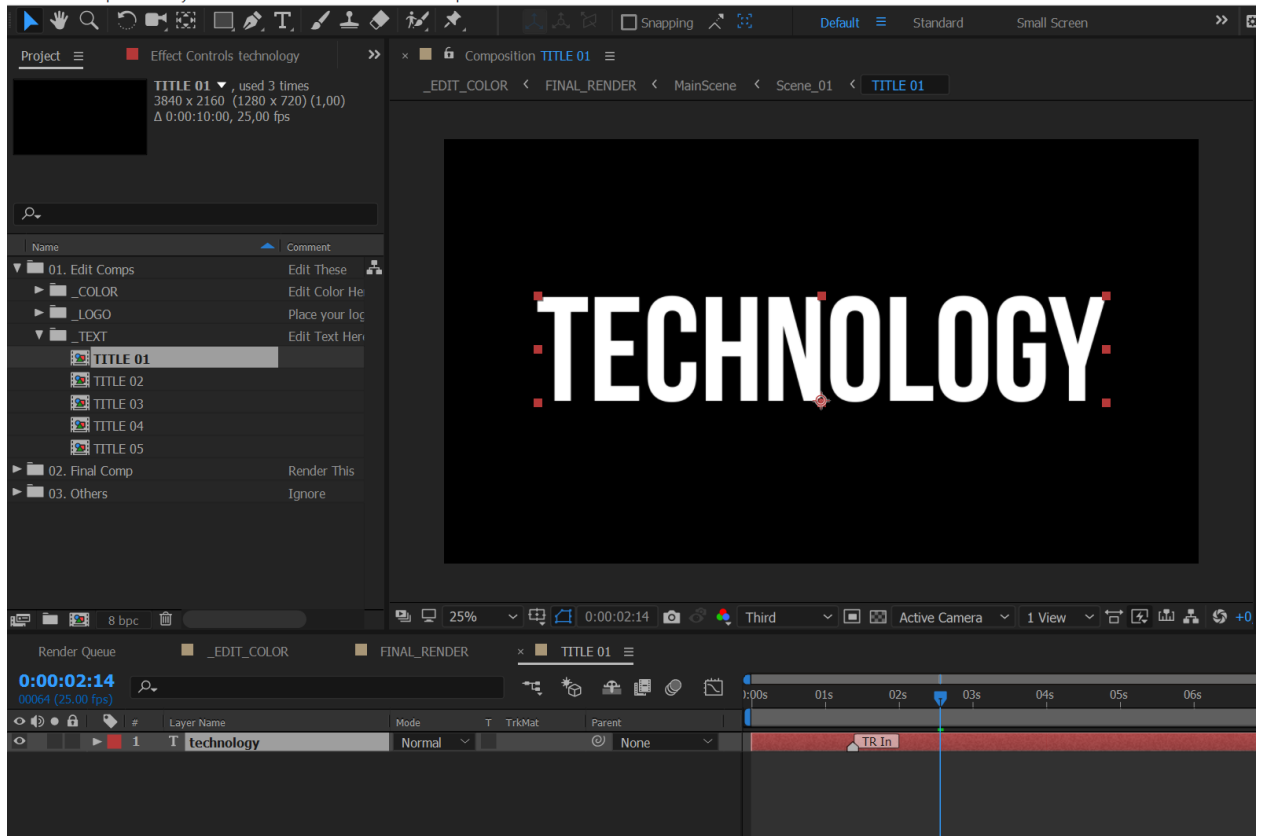 Snapping Default Standard Small Screen
Project Effect Controls technology
Composition TITLE 01
TITLE 01 , used 3 times
3840 x 2160 (1280 x 720) (1,00)
Δ 0:00:10:00, 25,00 fps
_EDIT_COLOR FINAL_RENDER MainScene Scene_01 TITLE 01
Name Comment
01. Edit Comps Edit These
_COLOR Edit Color He
_LOGO Place your log
_TEXT Edit Text Her
TITLE 01
TITLE 02
TITLE 03
TITLE 04
TITLE 05
02. Final Comp Render This
03. Others Ignore
TECHNOLOGY
8 bpc
25% 0:00:02:14 Third Active Camera 1 View +0
Render Queue _EDIT_COLOR FINAL_RENDER TITLE 01
0:00:02:14
00064 (25.00 fps)
):00s 01s 02s 03s 04s 05s 06s
# Layer Name Mode T TrkMat Parent
1 T technology Normal None
TR In